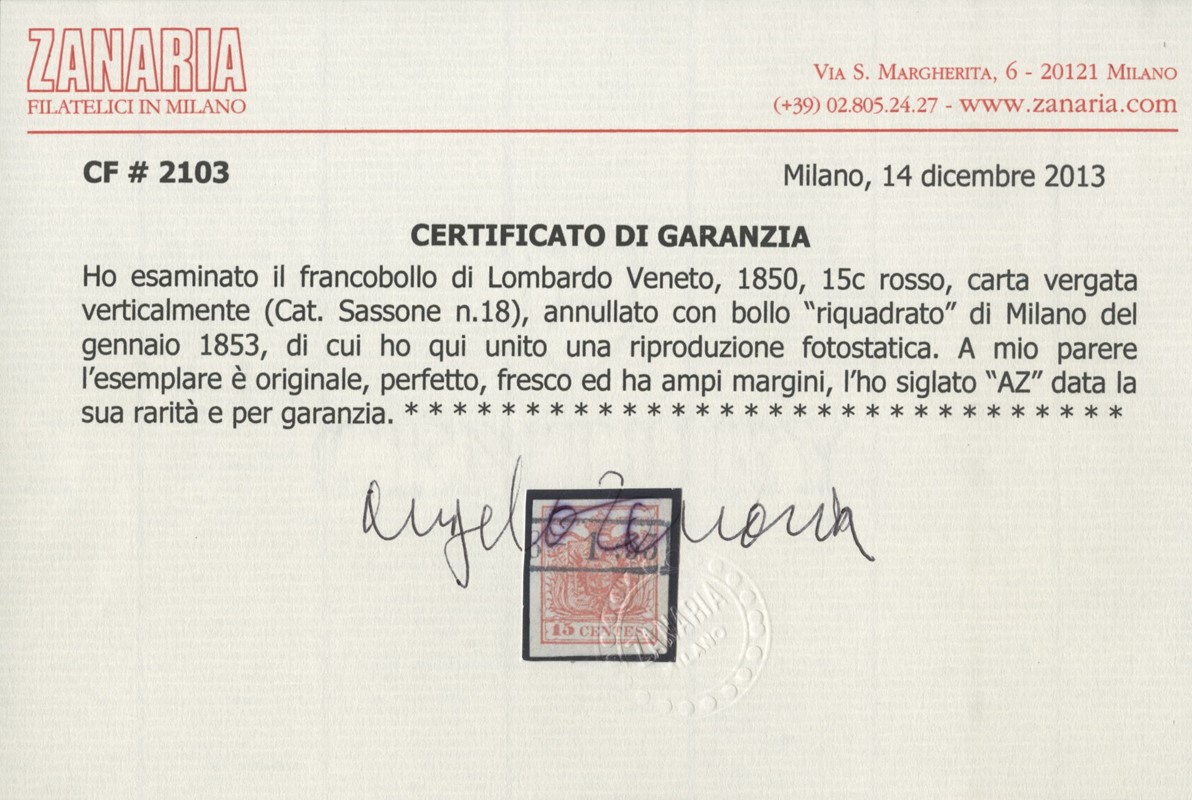 ZANARIA
FILATELICI IN MILANO
VIA S. MARGHERITA, 6 - 20121 MILANO
(+39) 02.805.24.27 - www.zanaria.com
CF # 2103
Milano, 14 dicembre 2013
CERTIFICATO DI GARANZIA
Ho esaminato il francobollo di Lombardo Veneto, 1850, 15c rosso, carta vergata
verticalmente (Cat. Sassone n.18), annullato con bollo “riquadrato” di Milano del
gennaio 1853, di cui ho qui unito una riproduzione fotostatica. A mio parere
l’esemplare è originale, perfetto, fresco ed ha ampi margini, l’ho siglato “AZ” data la
sua rarità e per garanzia. * * * * * * * * * * * * * * * * * * * * * * * * * * * * * *
Angelo Zanaria
15 CENTES.
ZANARIA
MILANO